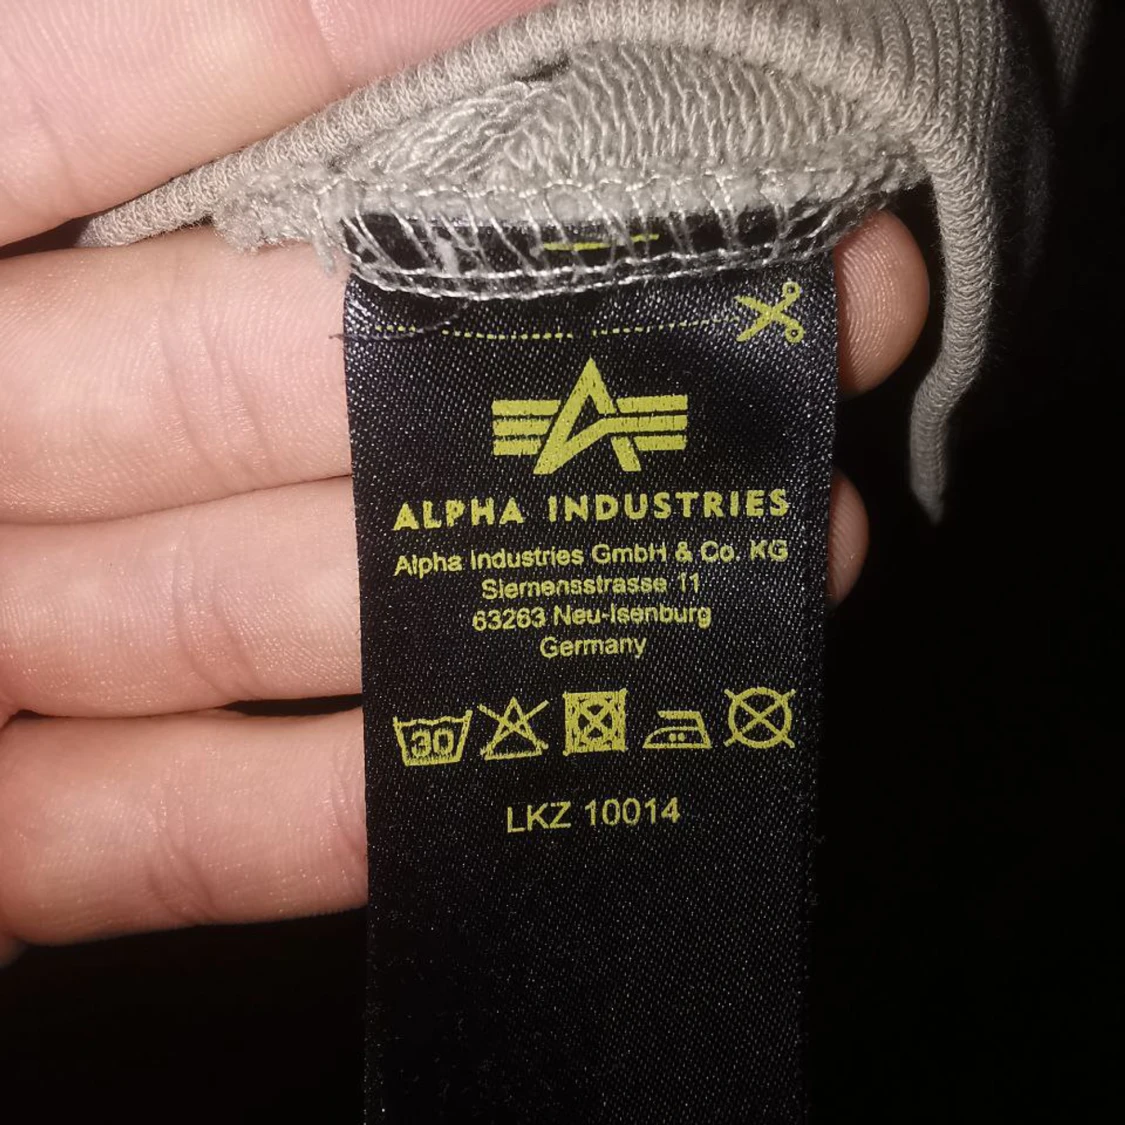 ALPHA INDUSTRIES
Alpha Industries GmbH & Co. KG
Siemensstrasse 11
63263 Neu-Isenburg
Germany
30
LKZ 10014